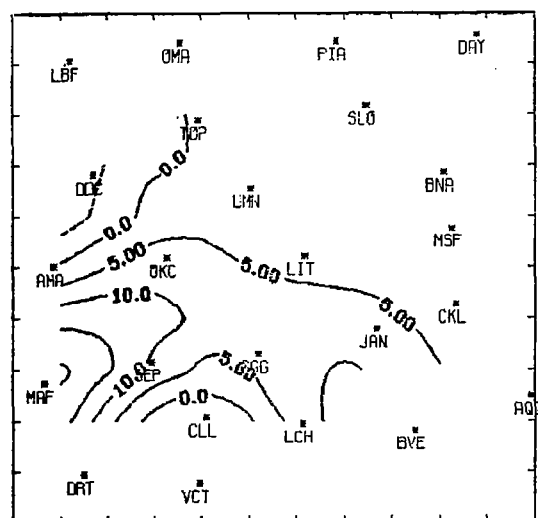 LBF
OMA
PIA
DAY
TOP
SLO
0.0
DDC
UMN
BNA
0.0
MSF
5.00
OKC
5.00
LIT
AMA
10.0
5.00
CKL
JAN
5.00
GGG
SEP
10.0
MAF
0.0
AQ
CLL
LCH
BVE
DRT
VCT